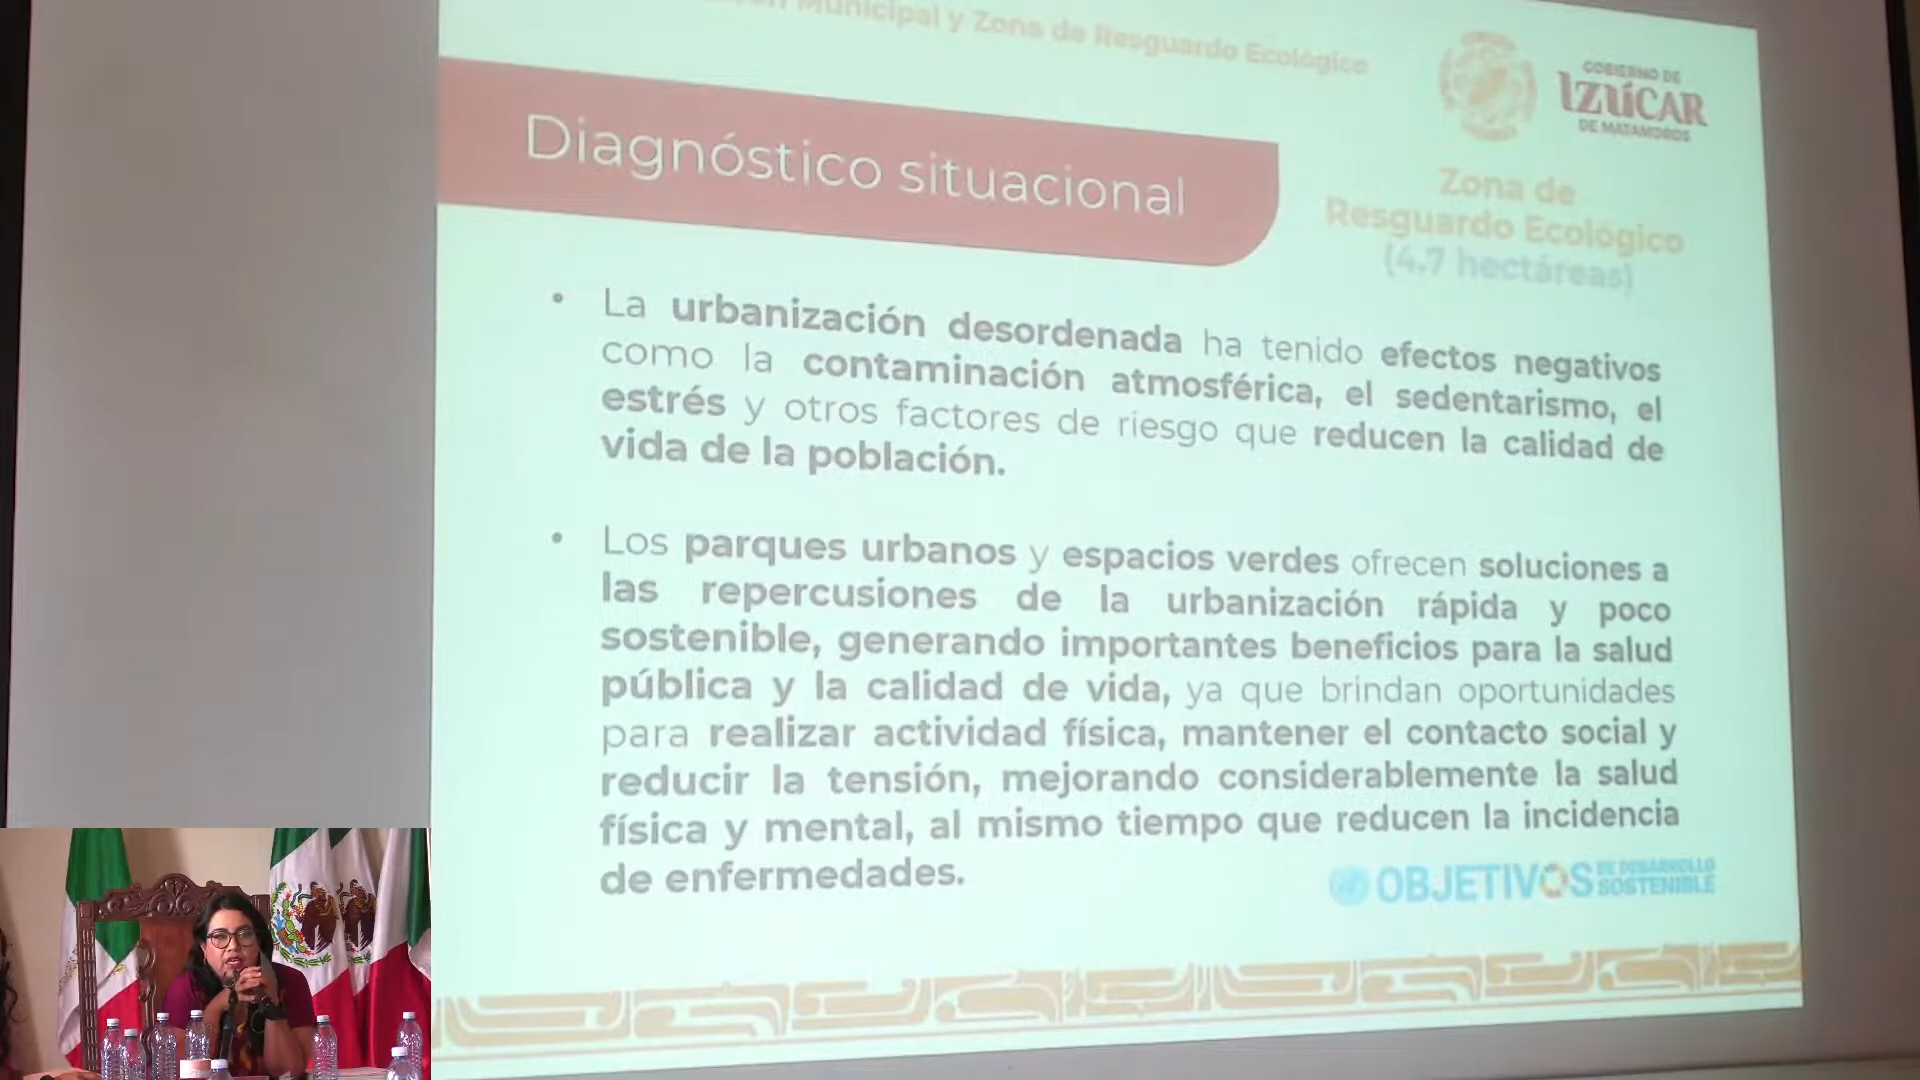 Municipal y Zona de Resguardo Ecológico
GOBIERNO DE
IZÚCAR
DE MATAMOROS
Diagnóstico situacional
Zona de
Resguardo Ecológico
(4.7 hectáreas)
• La urbanización desordenada ha tenido efectos negativos
como la contaminación atmosférica, el sedentarismo, el
estrés y otros factores de riesgo que reducen la calidad de
vida de la población.
• Los parques urbanos y espacios verdes ofrecen soluciones a
las repercusiones de la urbanización rápida y poco
sostenible, generando importantes beneficios para la salud
pública y la calidad de vida, ya que brindan oportunidades
para realizar actividad física, mantener el contacto social y
reducir la tensión, mejorando considerablemente la salud
física y mental, al mismo tiempo que reducen la incidencia
de enfermedades.
OBJETIVOS DE DESARROLLO
SOSTENIBLE